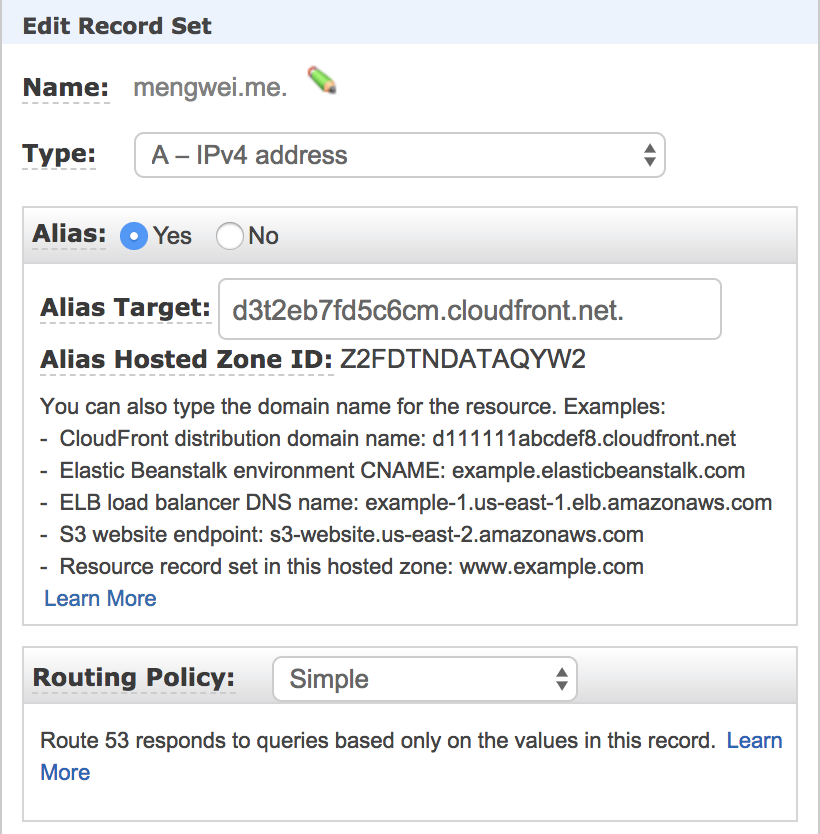 Edit Record Set
Name: mengwei.me.
Type: A – IPv4 address
Alias: Yes No
Alias Target: d3t2eb7fd5c6cm.cloudfront.net.
Alias Hosted Zone ID: Z2FDTNDATAQYW2
You can also type the domain name for the resource. Examples:
- CloudFront distribution domain name: d111111abcdef8.cloudfront.net
- Elastic Beanstalk environment CNAME: example.elasticbeanstalk.com
- ELB load balancer DNS name: example-1.us-east-1.elb.amazonaws.com
- S3 website endpoint: s3-website.us-east-2.amazonaws.com
- Resource record set in this hosted zone: www.example.com
Learn More
Routing Policy: Simple
Route 53 responds to queries based only on the values in this record. Learn
More